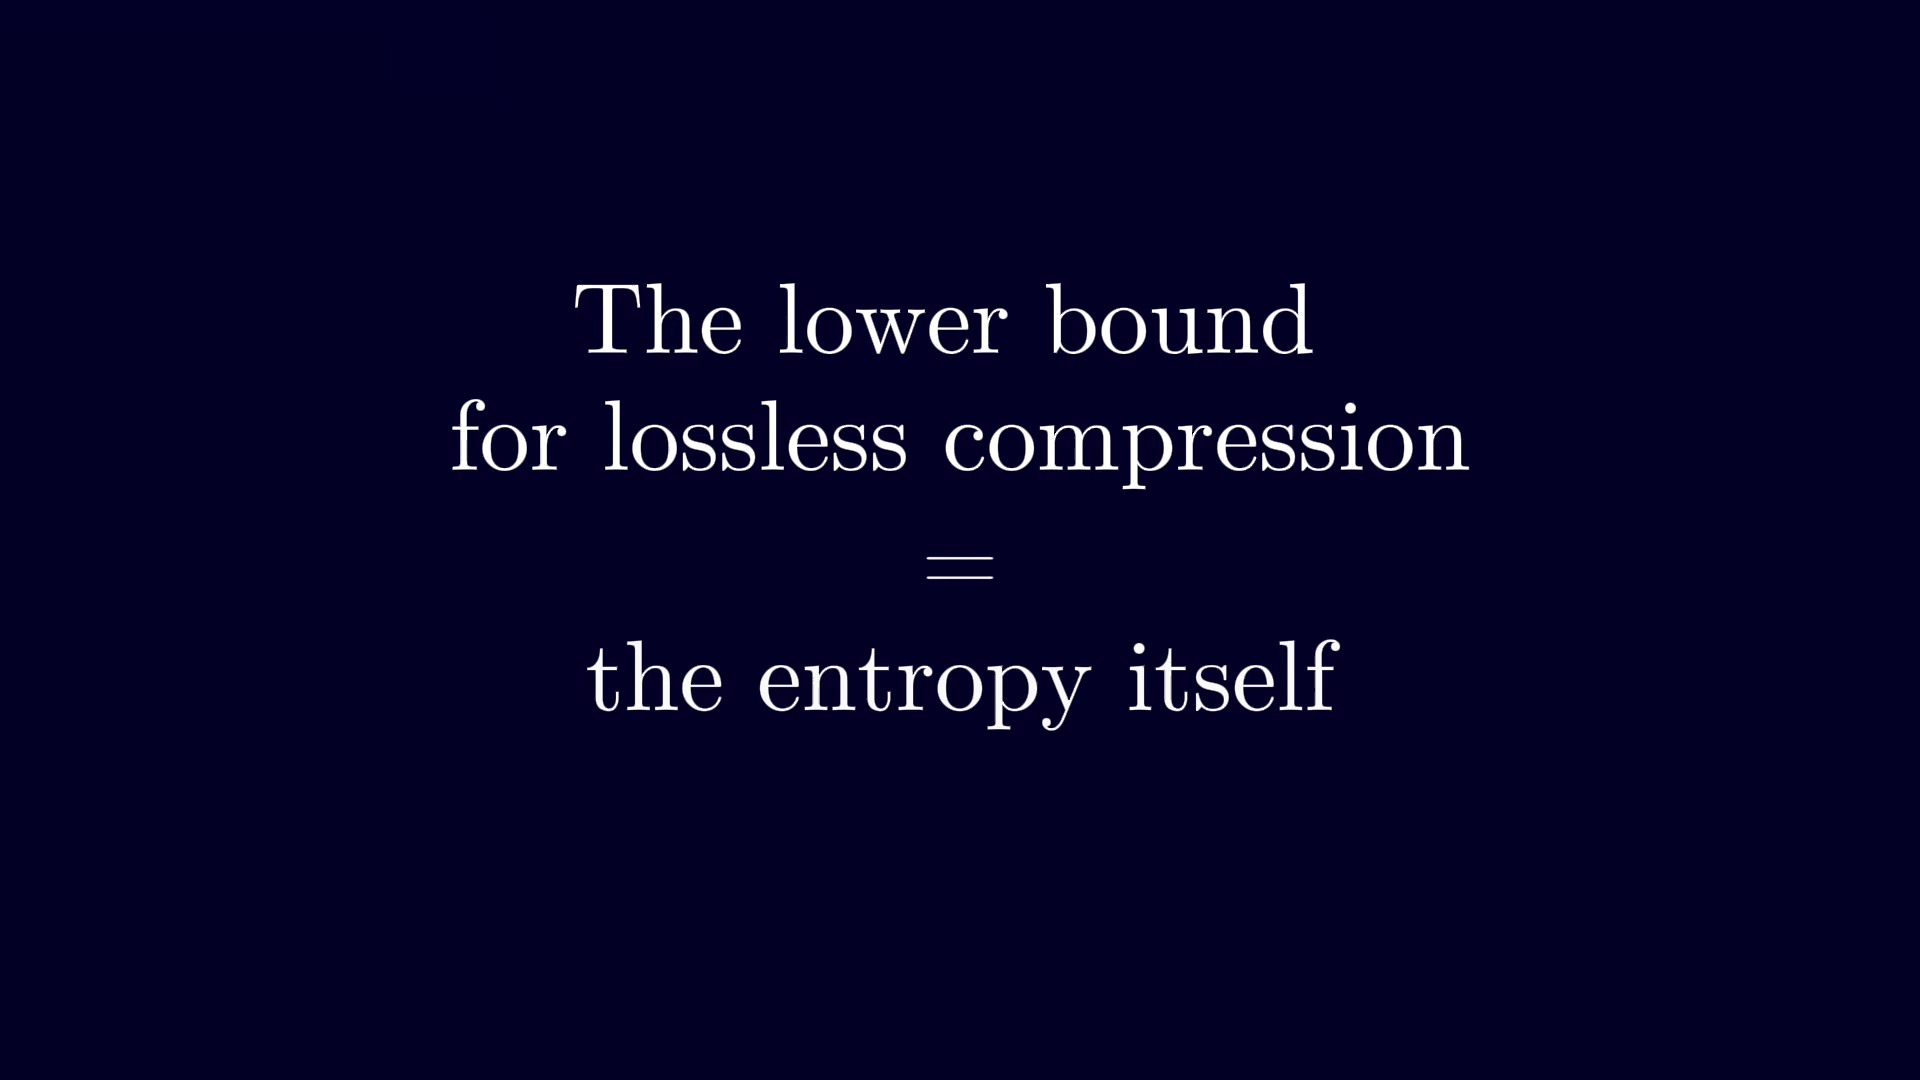 The lower bound
for lossless compression
=
the entropy itself